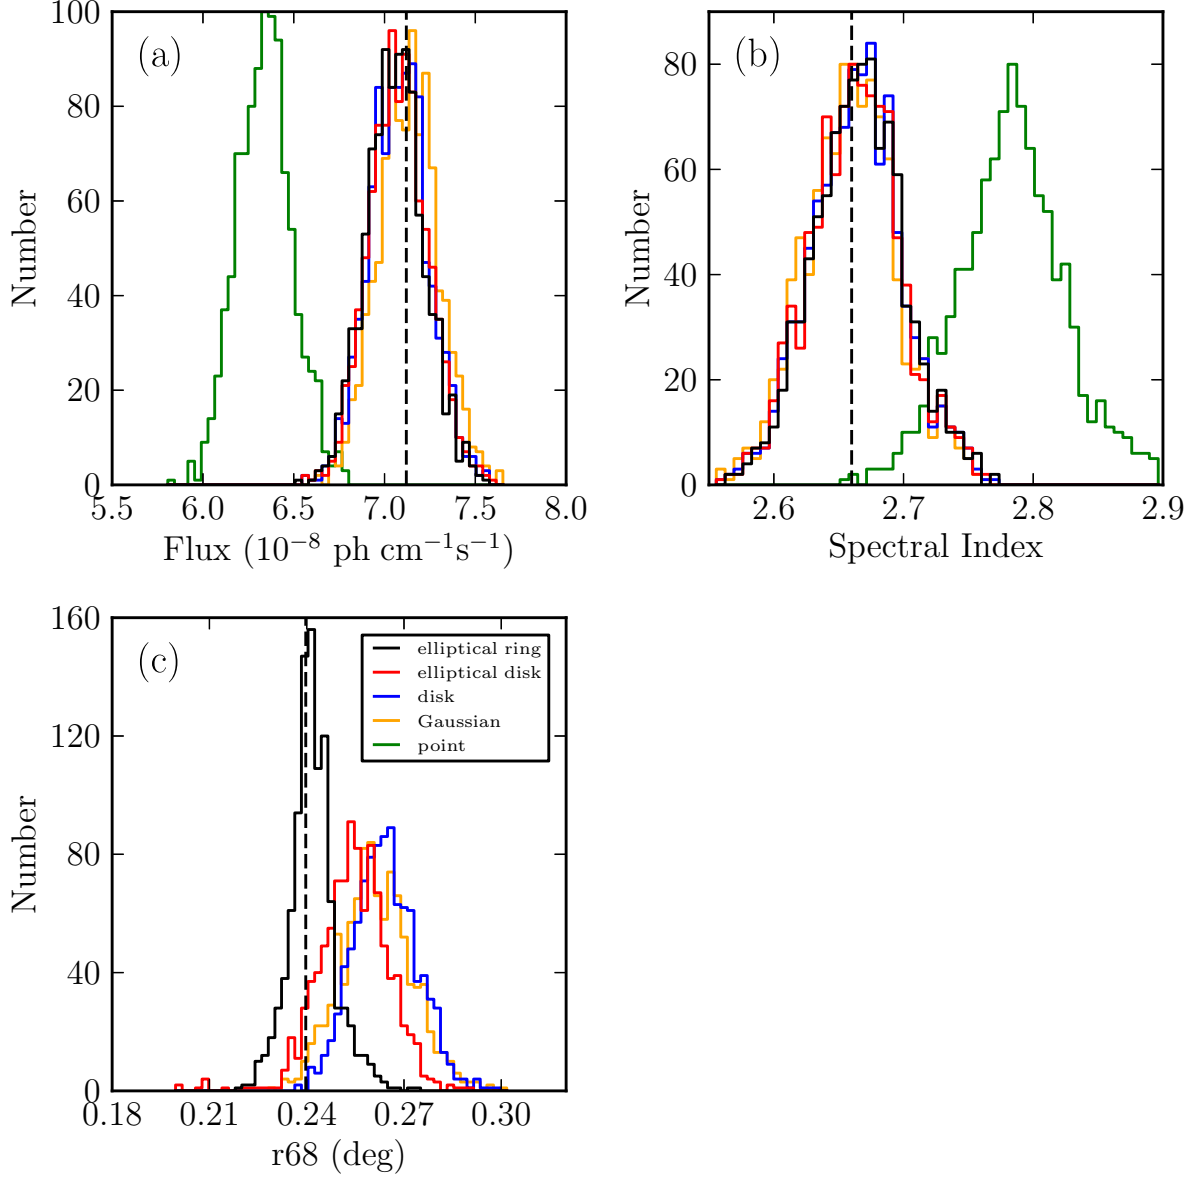 100
80
60
40
20
0
Number
(a)
5.5 6.0 6.5 7.0 7.5 8.0
Flux (10⁻⁸ ph cm⁻¹s⁻¹)
80
60
40
20
0
Number
(b)
2.6 2.7 2.8 2.9
Spectral Index
160
120
80
40
0
Number
(c)
elliptical ring
elliptical disk
disk
Gaussian
point
0.18 0.21 0.24 0.27 0.30
r68 (deg)